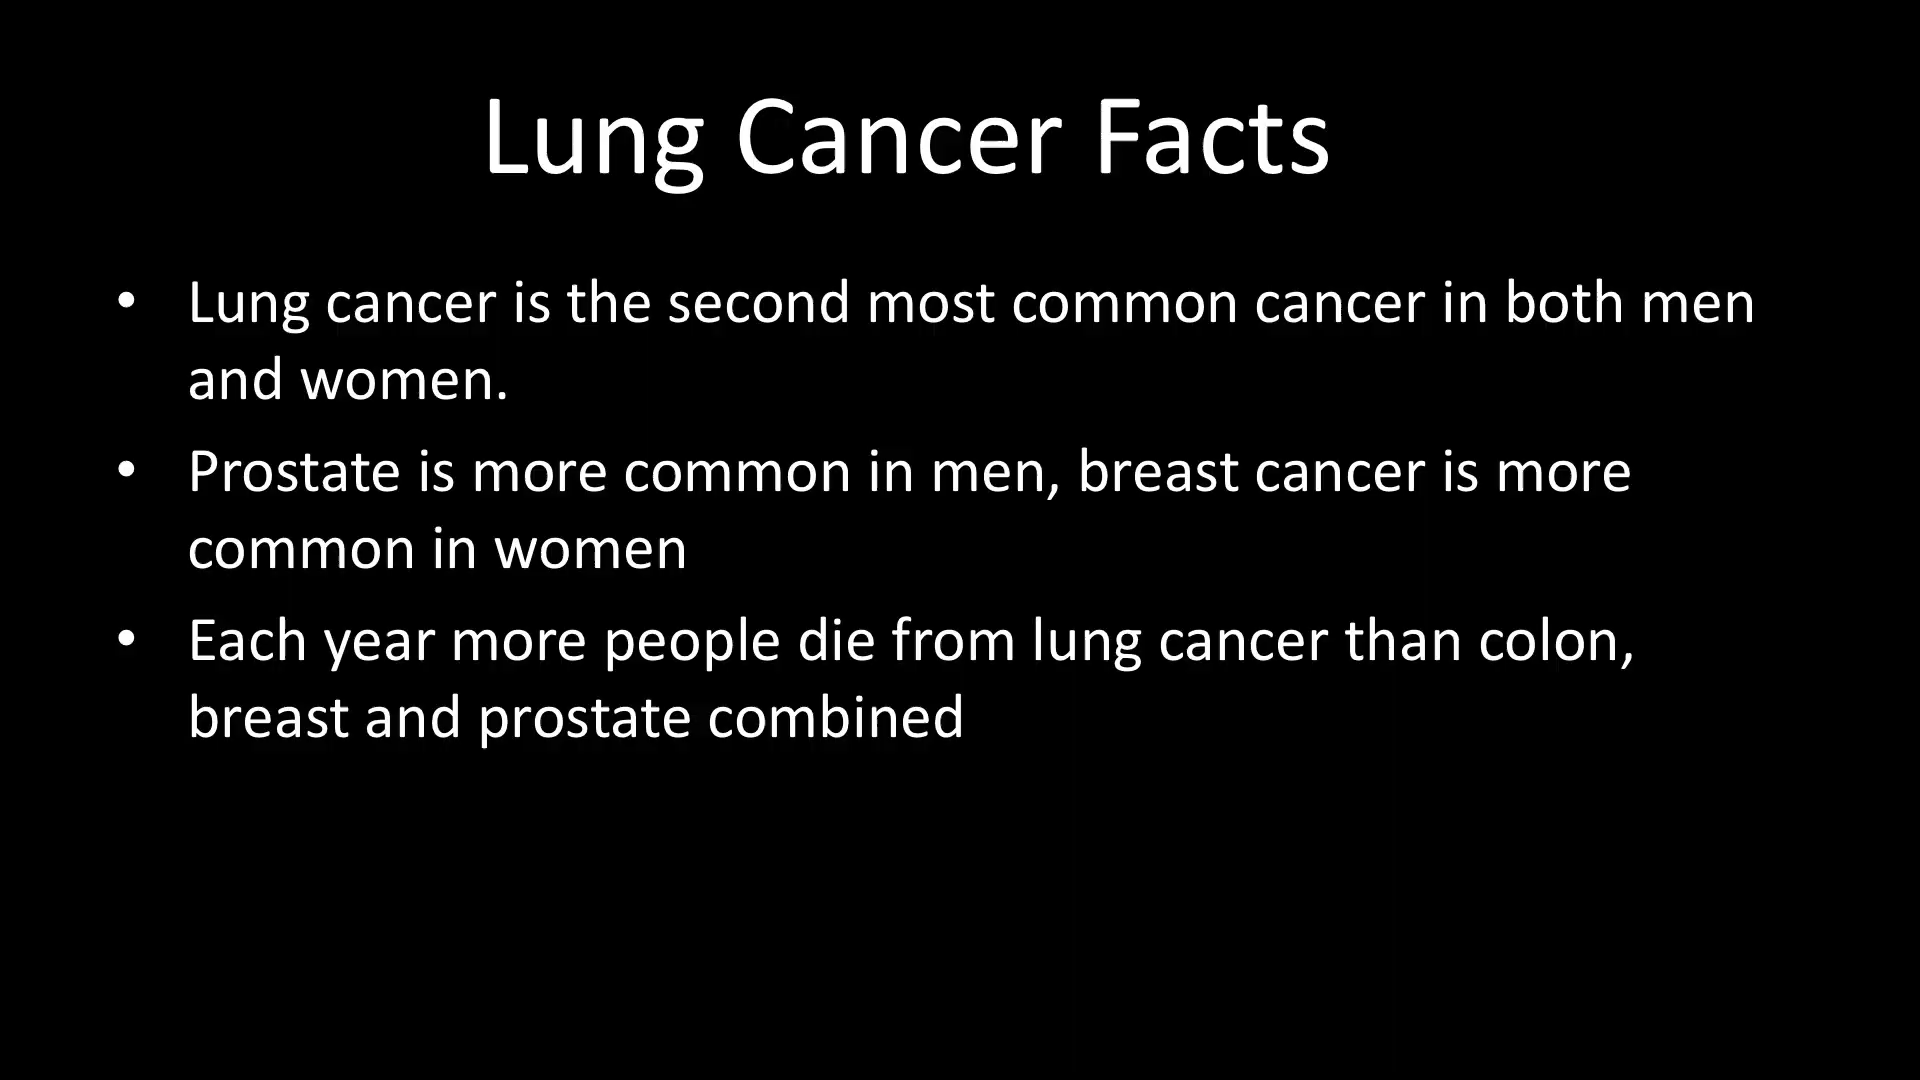 Lung Cancer Facts
• Lung cancer is the second most common cancer in both men
and women.
• Prostate is more common in men, breast cancer is more
common in women
• Each year more people die from lung cancer than colon,
breast and prostate combined